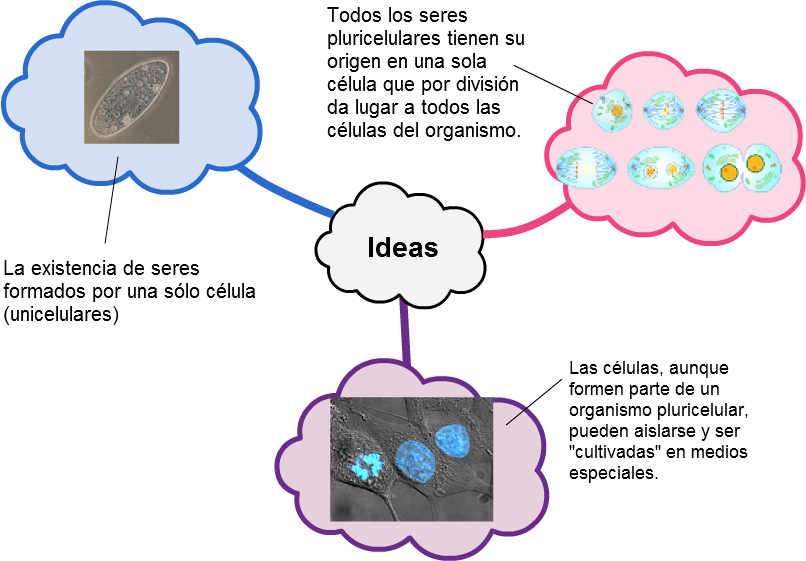 Todos los seres
pluricelulares tienen su
origen en una sola
célula que por división
da lugar a todos las
células del organismo.
Ideas
La existencia de seres
formados por una sólo célula
(unicelulares)
Las células, aunque
formen parte de un
organismo pluricelular,
pueden aislarse y ser
"cultivadas" en medios
especiales.